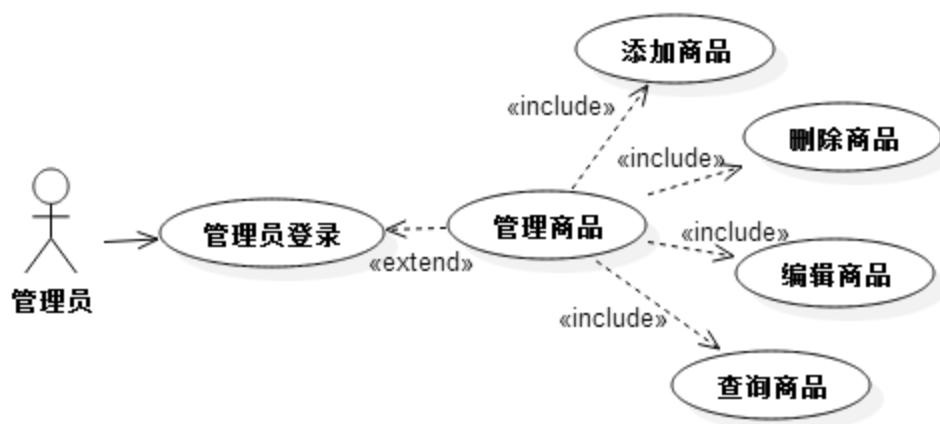 添加商品
«include»
删除商品
«include»
管理员登录
管理商品
«include»
«extend»
编辑商品
管理员
«include»
查询商品